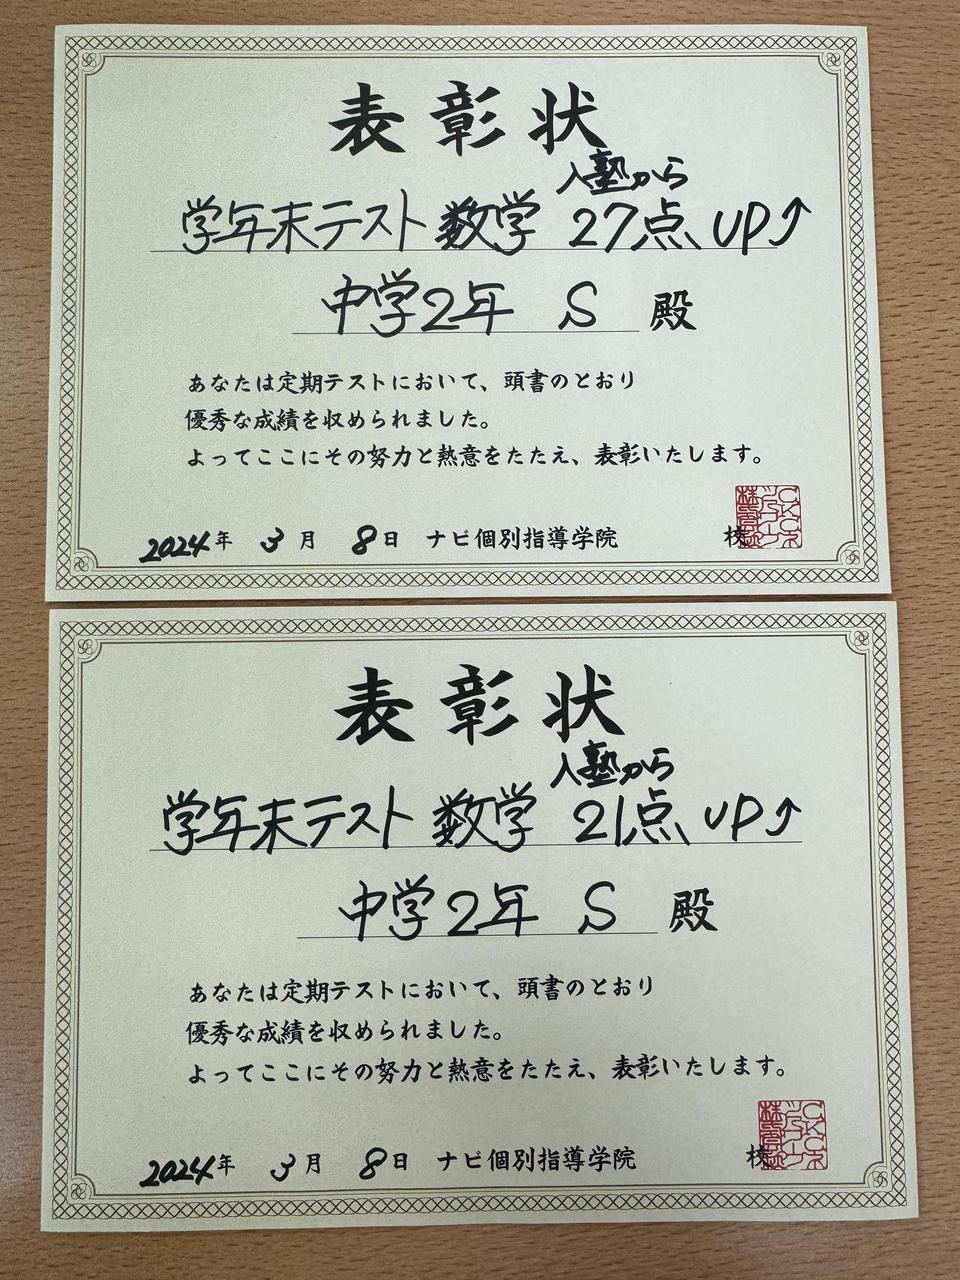 表彰状
入塾から
学年末テスト 数学 27点 UP↑
中学2年 S 殿
あなたは定期テストにおいて、頭書のとおり
優秀な成績を収められました。
よってここにその努力と熱意をたたえ、表彰いたします。
2024年 3月 8日 ナビ個別指導学院 校
表彰状
入塾から
学年末テスト 数学 21点 UP↑
中学2年 S 殿
あなたは定期テストにおいて、頭書のとおり
優秀な成績を収められました。
よってここにその努力と熱意をたたえ、表彰いたします。
2024年 3月 8日 ナビ個別指導学院 校